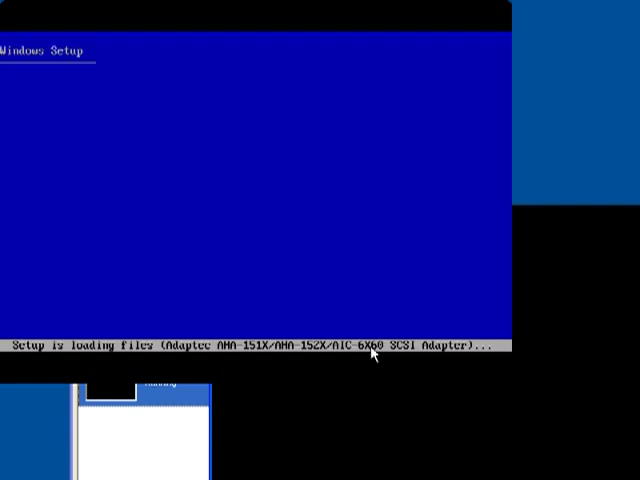 Windows Setup
Setup is loading files (Adaptec AHA-151X/AHA-152X/AIC-6X60 SCSI Adapter)...